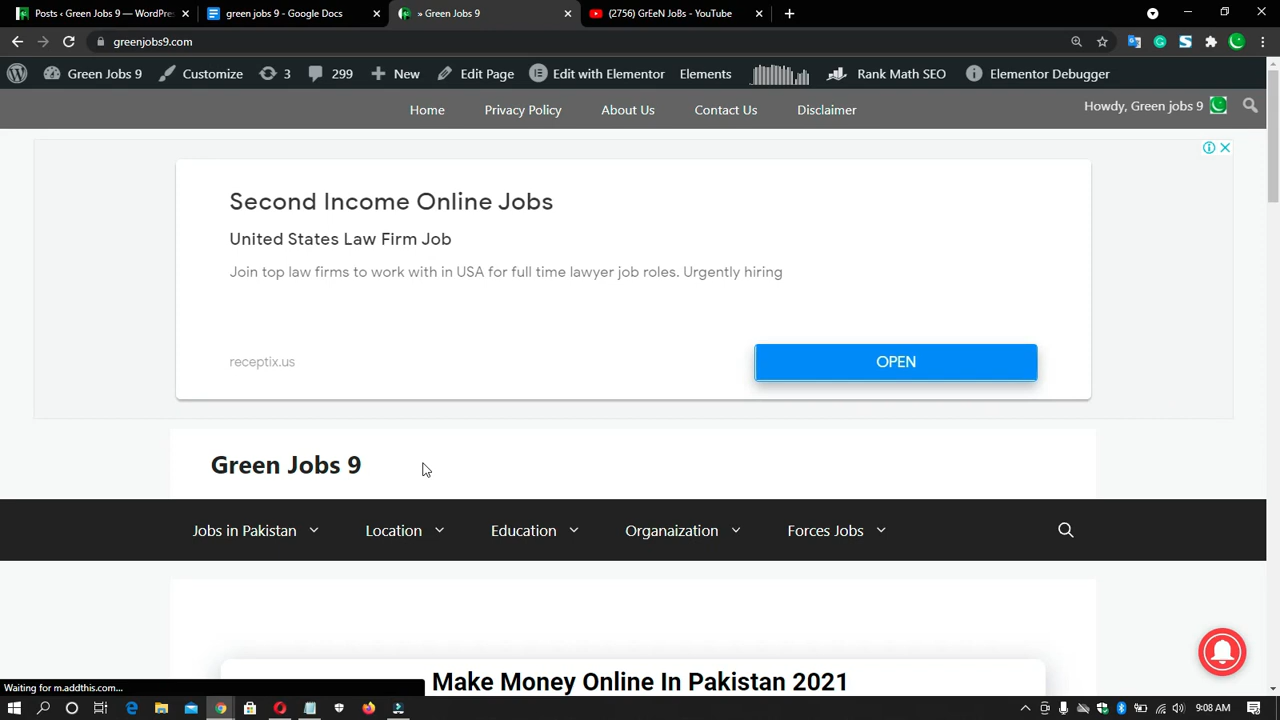 Posts ‹ Green Jobs 9 — WordPres
green jobs 9 - Google Docs
» Green Jobs 9
(2756) GrEeN JoBs - YouTube
greenjobs9.com
Green Jobs 9
Customize
3
299
New
Edit Page
Edit with Elementor
Elements
Rank Math SEO
Elementor Debugger
Home
Privacy Policy
About Us
Contact Us
Disclaimer
Howdy, Green jobs 9
Second Income Online Jobs
United States Law Firm Job
Join top law firms to work with in USA for full time lawyer job roles. Urgently hiring
receptix.us
OPEN
Green Jobs 9
Jobs in Pakistan
Location
Education
Organaization
Forces Jobs
Make Money Online In Pakistan 2021
Waiting for m.addthis.com...
9:08 AM